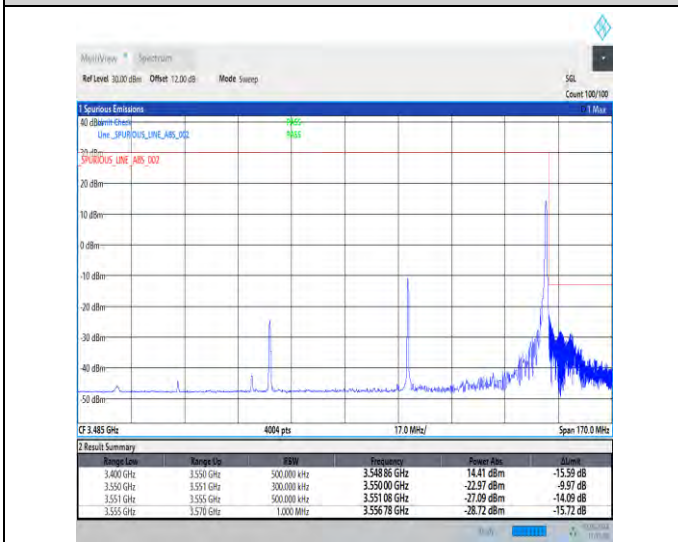 MultiView Spectrum
Ref Level 30.00 dBm Offset 12.00 dB Mode Sweep SGL
Count 100/100
1 Spurious Emissions 1 Max
40 dBm Limit Check PASS
Line _SPURIOUS_LINE_ABS_002 PASS
30 dBm
_SPURIOUS_LINE_ABS_002
20 dBm
10 dBm
0 dBm
-10 dBm
-20 dBm
-30 dBm
-40 dBm
-50 dBm
CF 3.485 GHz 4004 pts 17.0 MHz/ Span 170.0 MHz
2 Result Summary
Range Low Range Up RBW Frequency Power Abs ΔLimit
3.400 GHz 3.550 GHz 500.000 kHz 3.548 86 GHz 14.41 dBm -15.59 dB
3.550 GHz 3.551 GHz 300.000 kHz 3.550 00 GHz -22.97 dBm -9.97 dB
3.551 GHz 3.555 GHz 500.000 kHz 3.551 08 GHz -27.09 dBm -14.09 dB
3.555 GHz 3.570 GHz 1.000 MHz 3.556 78 GHz -28.72 dBm -15.72 dB